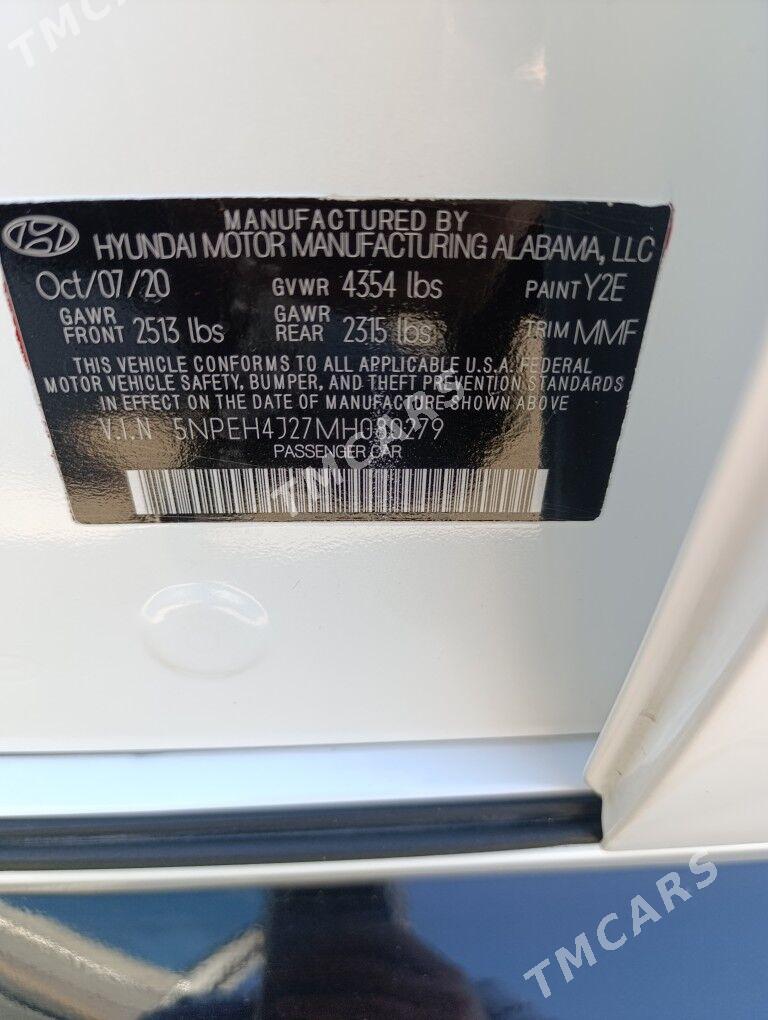 TMCARS
MANUFACTURED BY
HYUNDAI MOTOR MANUFACTURING ALABAMA, LLC
Oct/07/20 GVWR 4354 lbs PAINT Y2E
GAWR FRONT 2513 lbs GAWR REAR 2315 lbs TRIM MMF
THIS VEHICLE CONFORMS TO ALL APPLICABLE U.S.A. FEDERAL
MOTOR VEHICLE SAFETY, BUMPER, AND THEFT PREVENTION STANDARDS
IN EFFECT ON THE DATE OF MANUFACTURE SHOWN ABOVE
V.I.N 5NPEH4J27MH080279
PASSENGER CAR
TMCARS
TMCARS